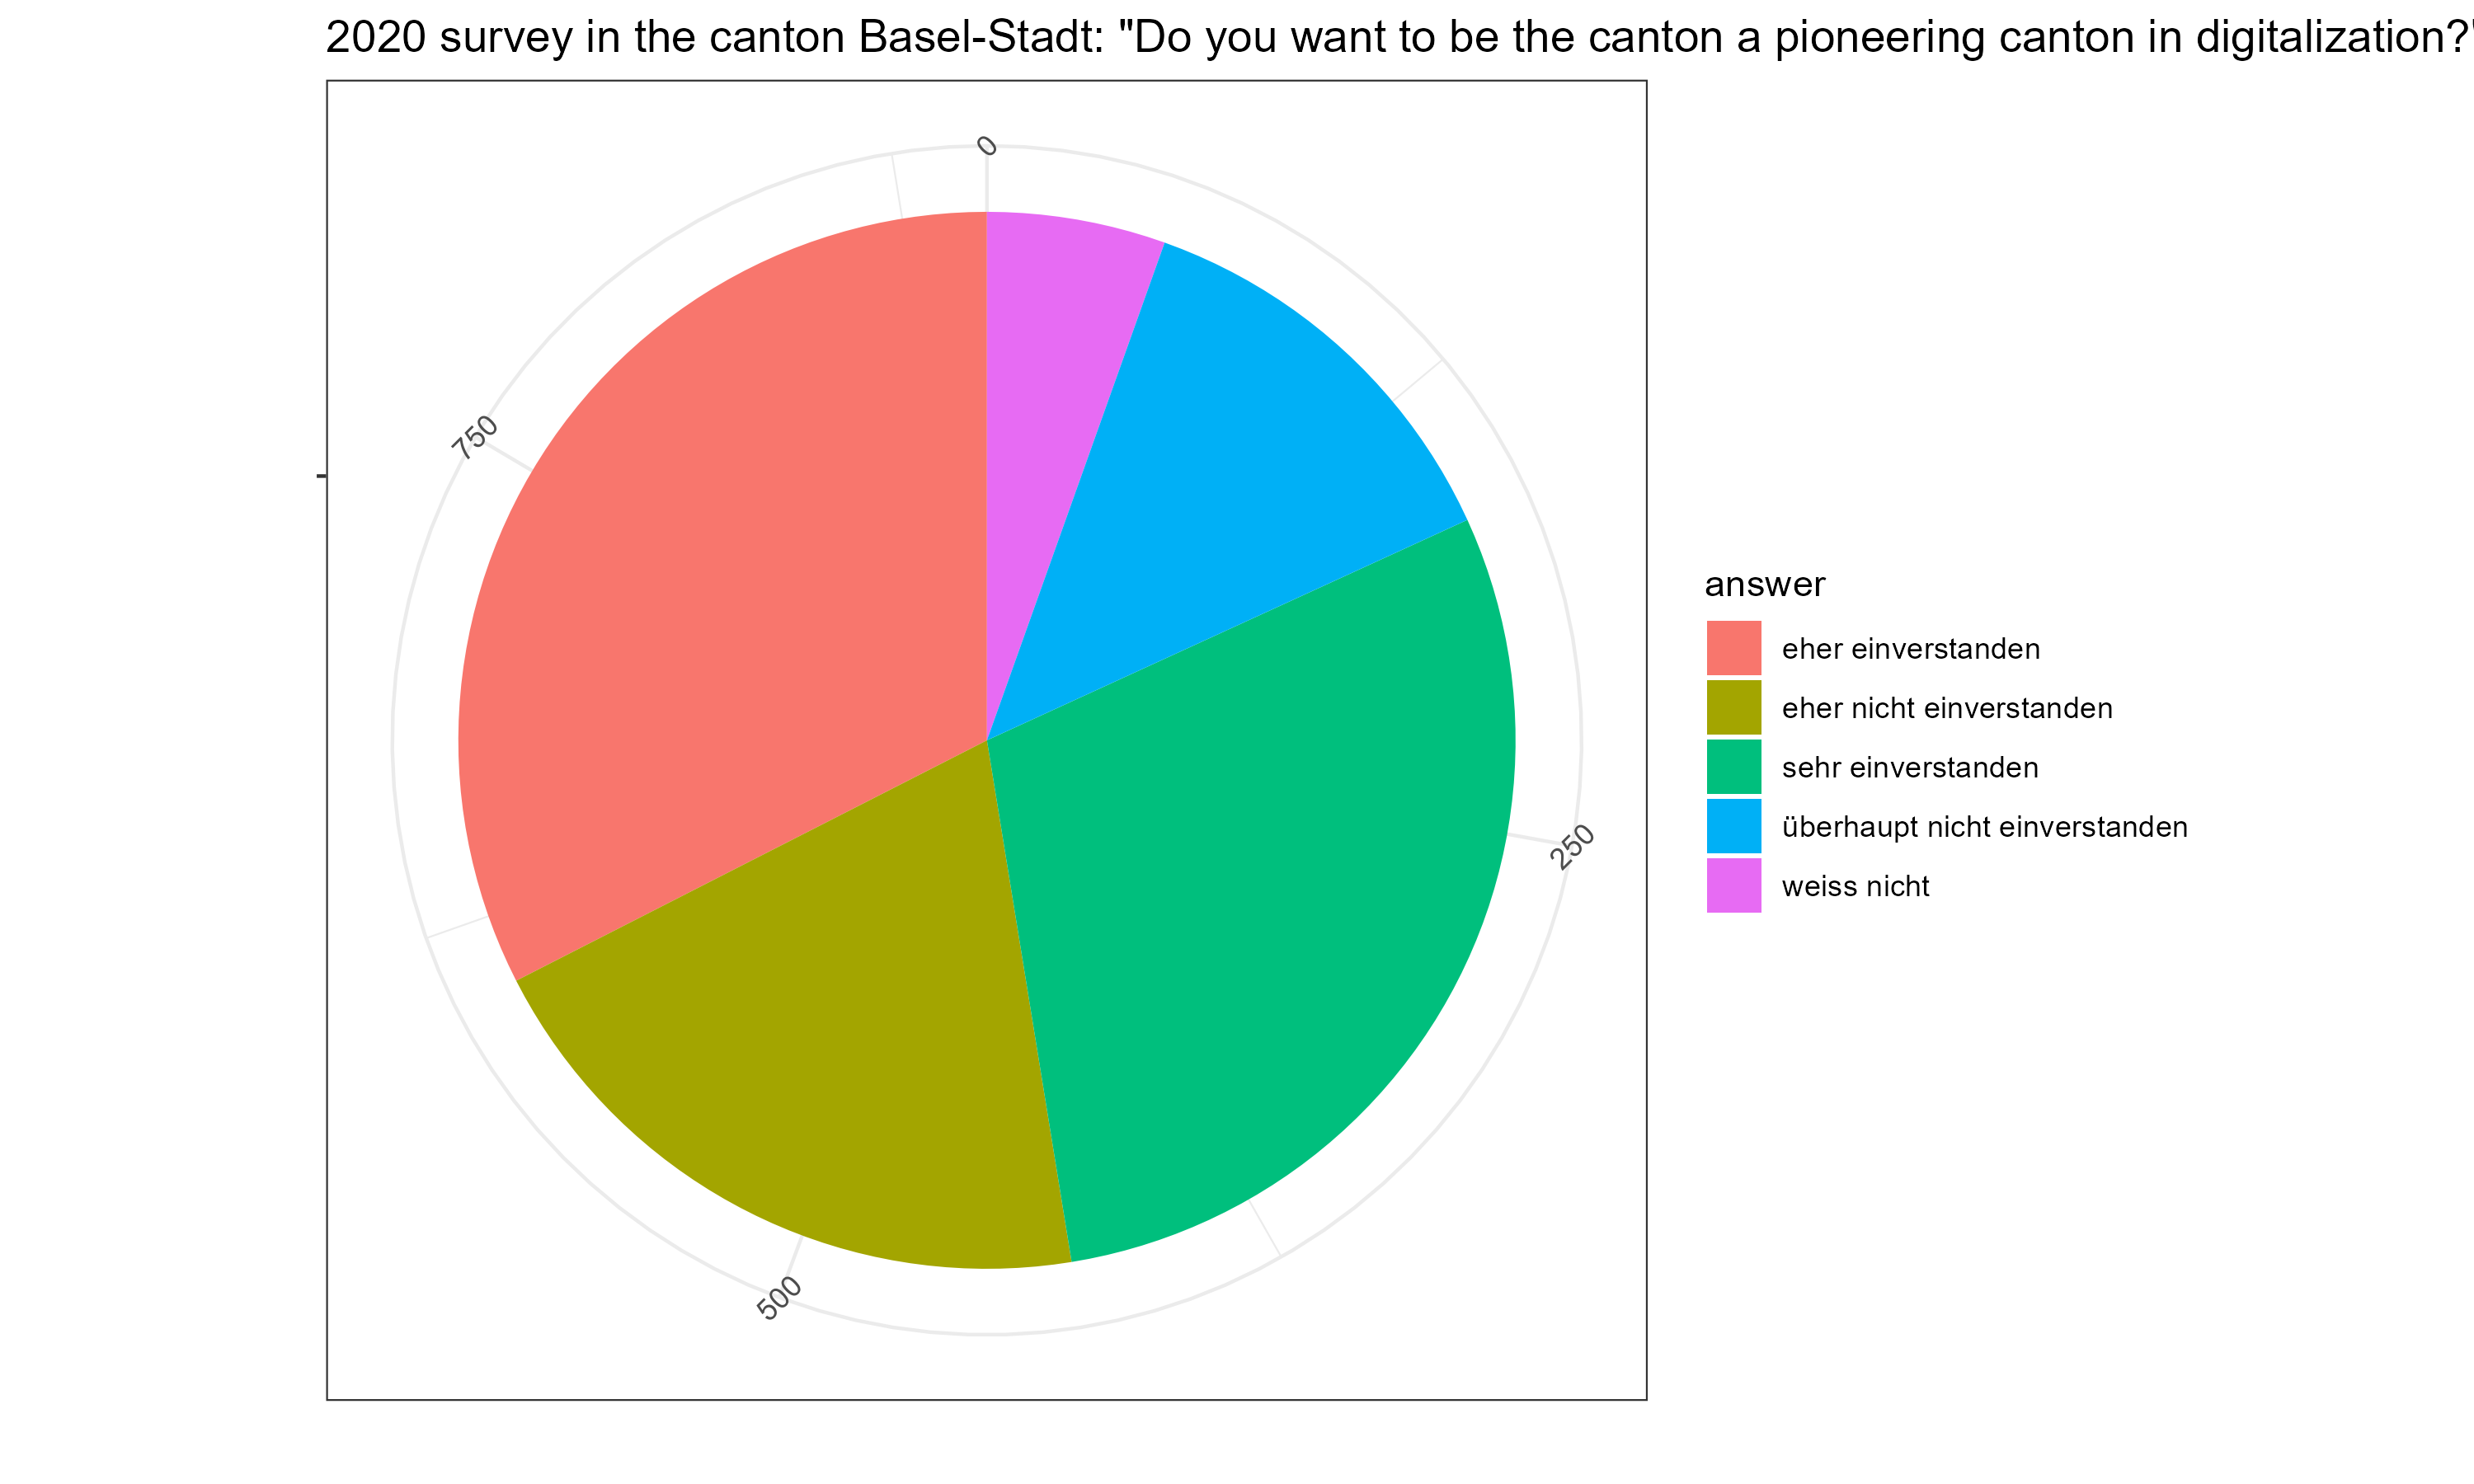 2020 survey in the canton Basel-Stadt: "Do you want to be the canton a pioneering canton in digitalization?"
0
750
250
500
answer
eher einverstanden
eher nicht einverstanden
sehr einverstanden
überhaupt nicht einverstanden
weiss nicht